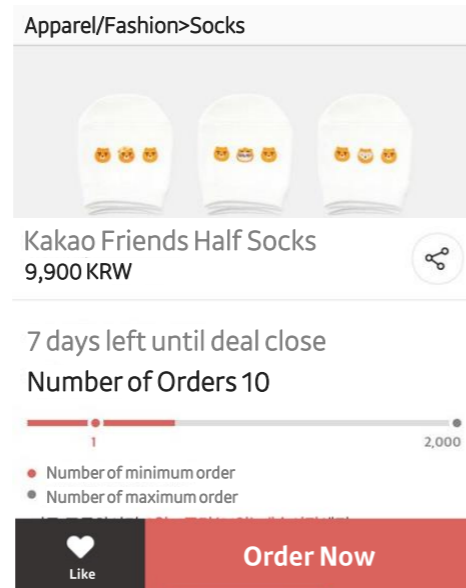 Apparel/Fashion>Socks
Kakao Friends Half Socks
9,900 KRW
7 days left until deal close
Number of Orders 10
1
2,000
Number of minimum order
Number of maximum order
Like
Order Now